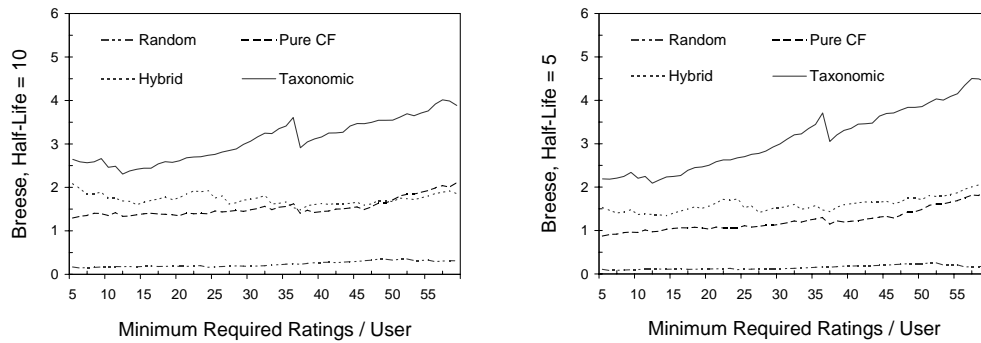 Breese, Half-Life = 10
6
5
4
3
2
1
0
Random
Pure CF
Hybrid
Taxonomic
5 10 15 20 25 30 35 40 45 50 55
Minimum Required Ratings / User
Breese, Half-Life = 5
6
5
4
3
2
1
0
Random
Pure CF
Hybrid
Taxonomic
5 10 15 20 25 30 35 40 45 50 55
Minimum Required Ratings / User